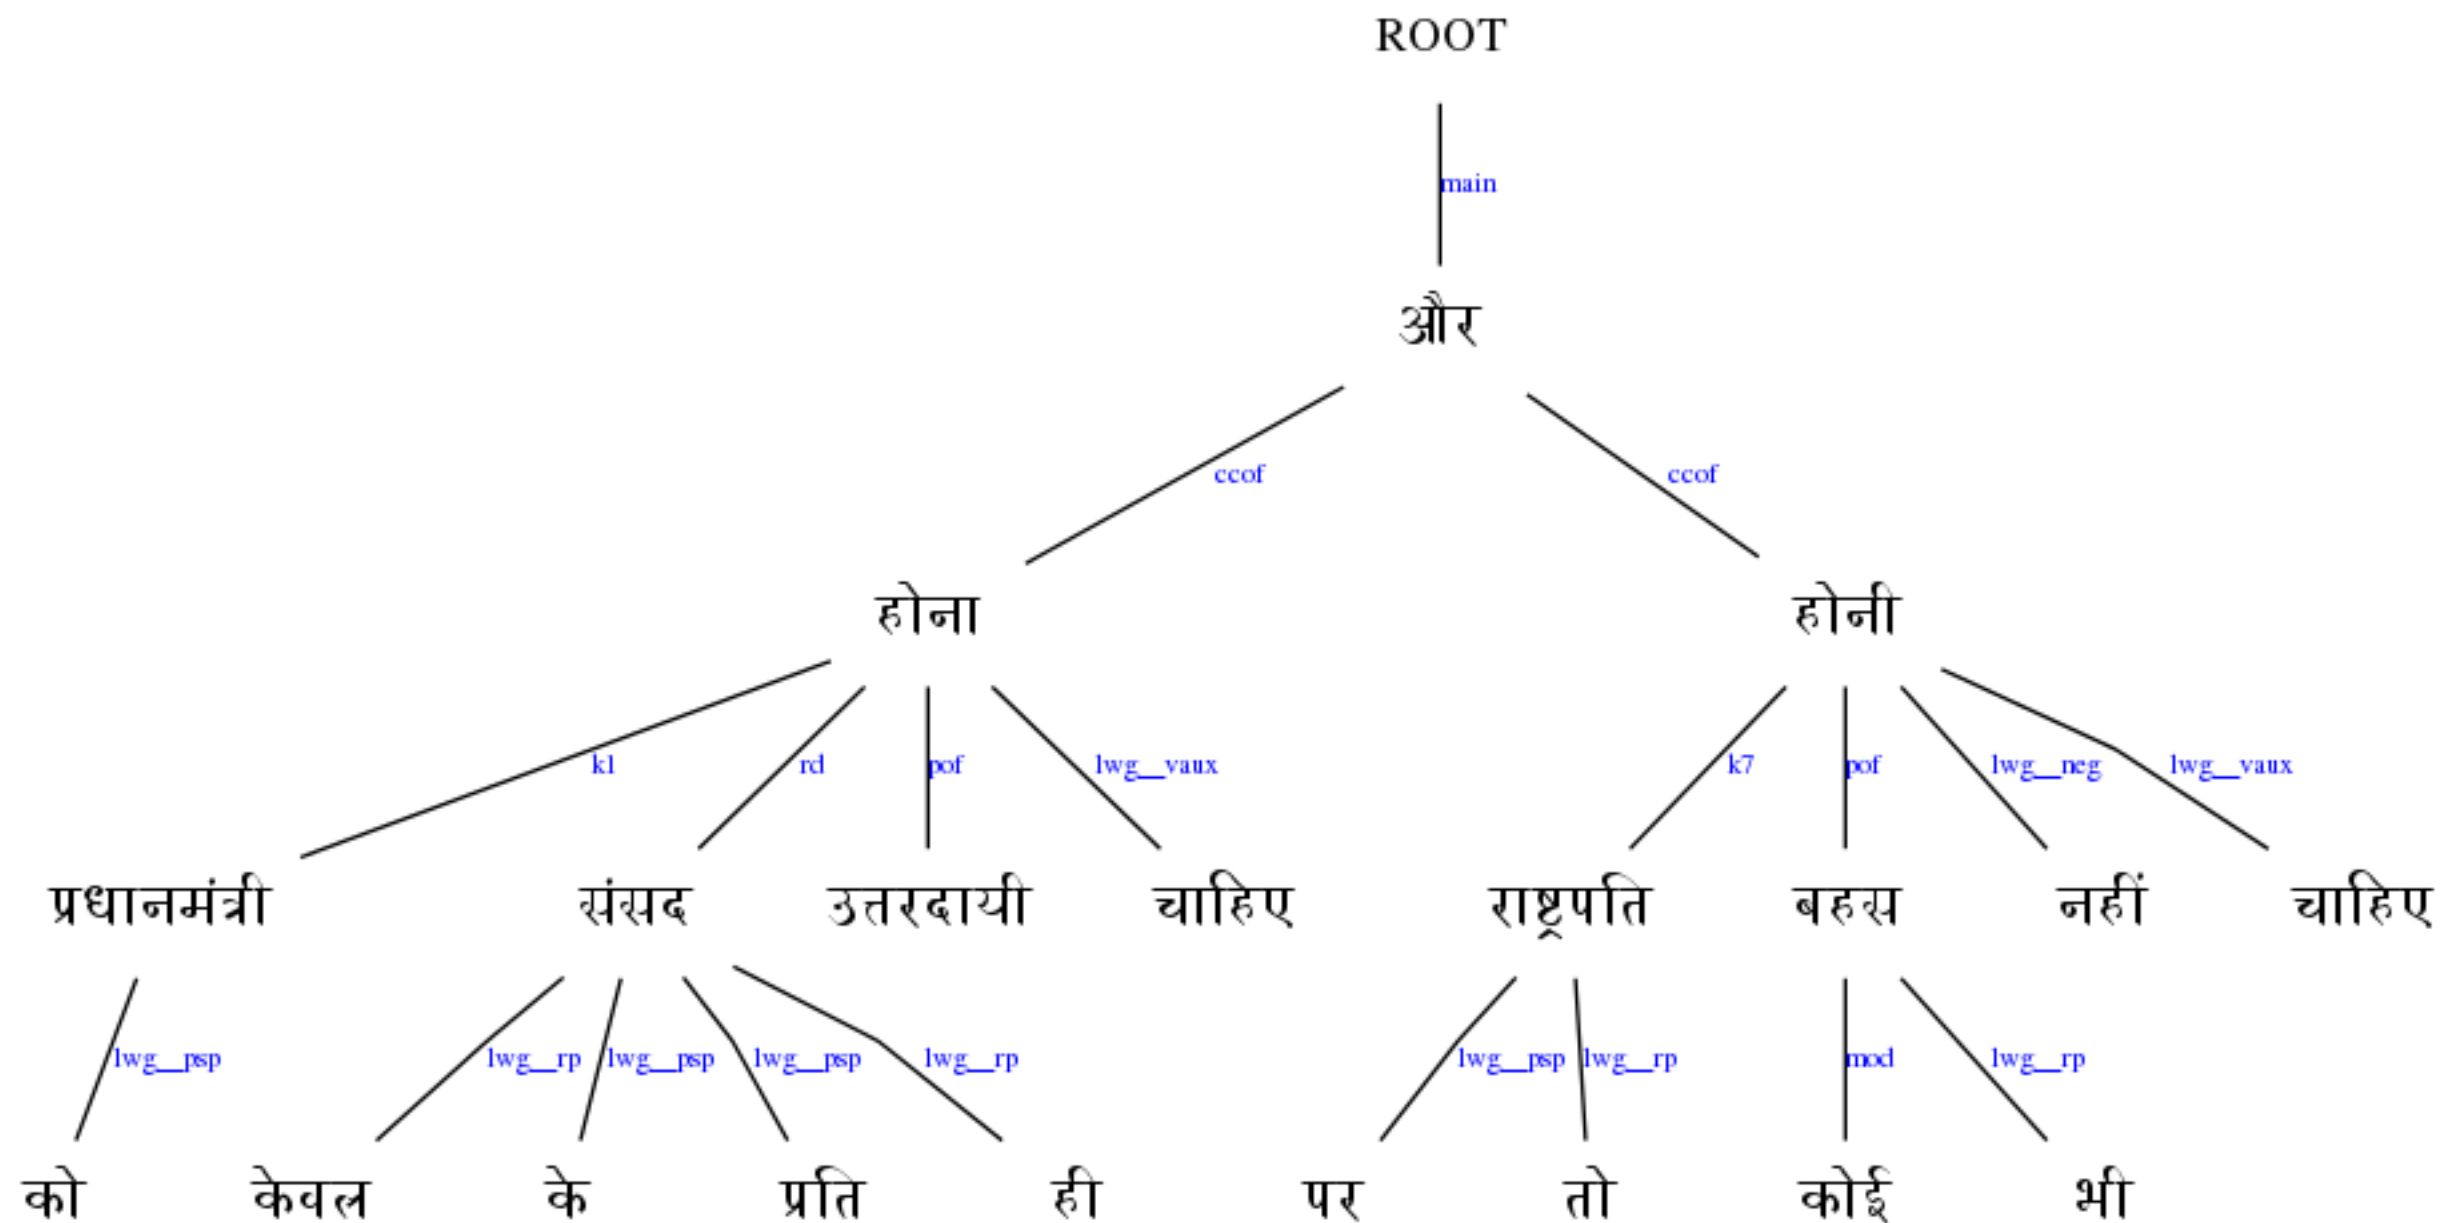 ROOT
main
और
ccof ccof
होना होनी
k1 rd pof lwg__vaux k7 pof lwg__neg lwg__vaux
प्रधानमंत्री संसद उत्तरदायी चाहिए राष्ट्रपति बहस नहीं चाहिए
lwg__psp lwg__rp lwg__psp lwg__psp lwg__rp lwg__psp lwg__rp mod lwg__rp
को केवल के प्रति ही पर तो कोई भी